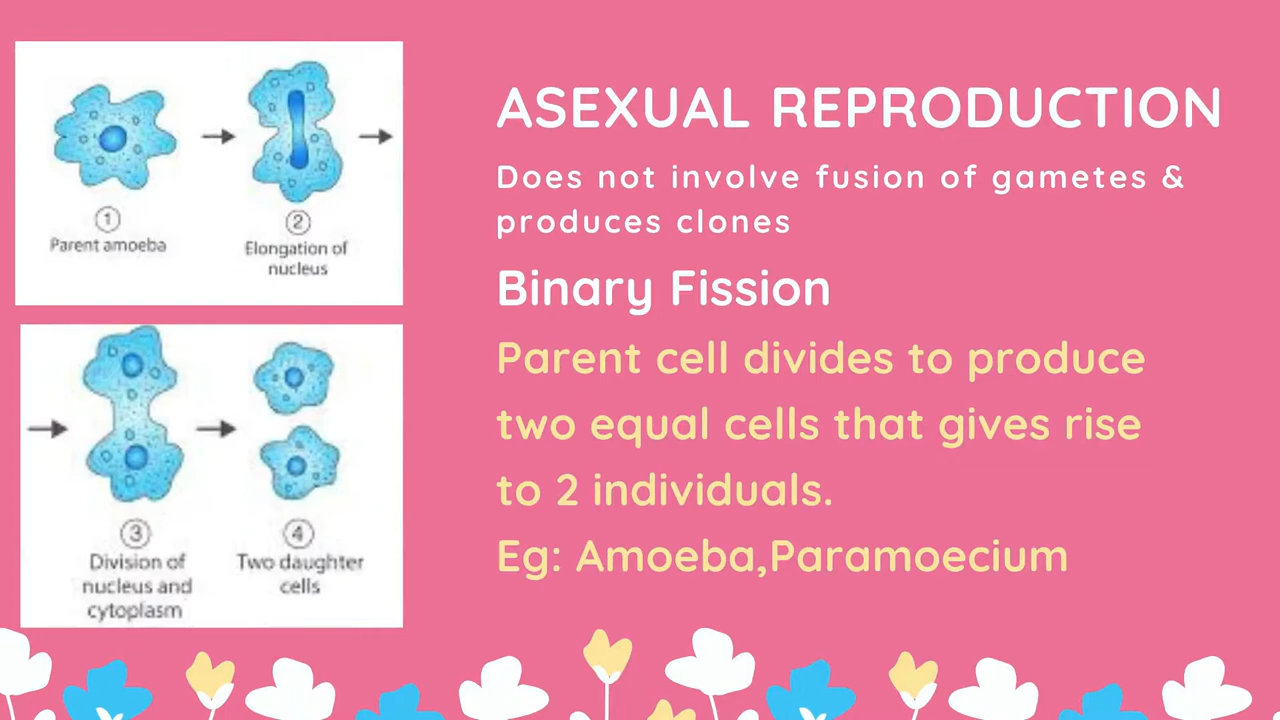 1
Parent amoeba
2
Elongation of
nucleus
3
Division of
nucleus and
cytoplasm
4
Two daughter
cells
ASEXUAL REPRODUCTION
Does not involve fusion of gametes &
produces clones
Binary Fission
Parent cell divides to produce
two equal cells that gives rise
to 2 individuals.
Eg: Amoeba,Paramoecium